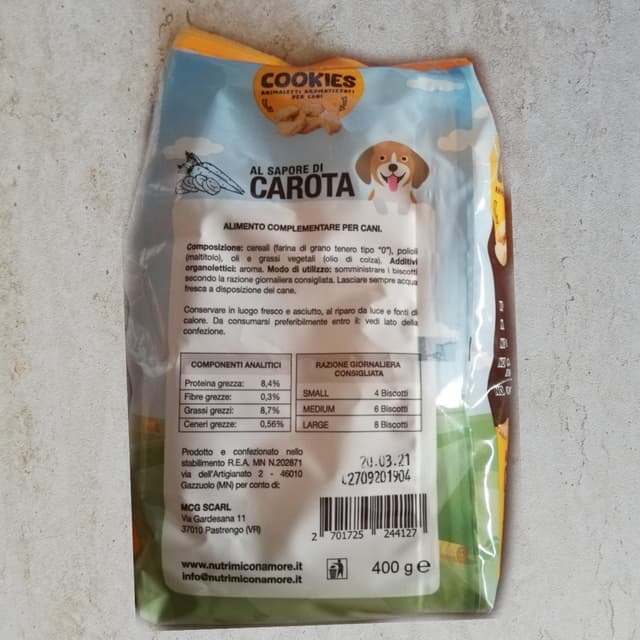 COOKIES
ANIMALETTI AROMATIZZATI
PER CANI
AL SAPORE DI
CAROTA
ALIMENTO COMPLEMENTARE PER CANI.
Composizione: cereali (farina di grano tenero tipo "0"), polioli
(maltitolo), oli e grassi vegetali (olio di colza). Additivi
organolettici: aroma. Modo di utilizzo: somministrare i biscotti
secondo la razione giornaliera consigliata. Lasciare sempre acqua
fresca a disposizione del cane.
Conservare in luogo fresco e asciutto, al riparo da luce e fonti di
calore. Da consumarsi preferibilmente entro il: vedi lato della
confezione.
COMPONENTI ANALITICI
Proteina grezza: 8,4%
Fibre grezze: 0,3%
Grassi grezzi: 8,7%
Ceneri grezze: 0,56%
RAZIONE GIORNALIERA
CONSIGLIATA
SMALL 4 Biscotti
MEDIUM 6 Biscotti
LARGE 8 Biscotti
Prodotto e confezionato nello
stabilimento R.E.A. MN N.202871
via dell'Artigianato 2 - 46010
Gazzuolo (MN) per conto di:
20.03.21
L2709201904
MCG SCARL
Via Gardesana 11
37010 Pastrengo (VR)
2 701725 244127
www.nutrimiconamore.it
info@nutrimiconamore.it
400 g e